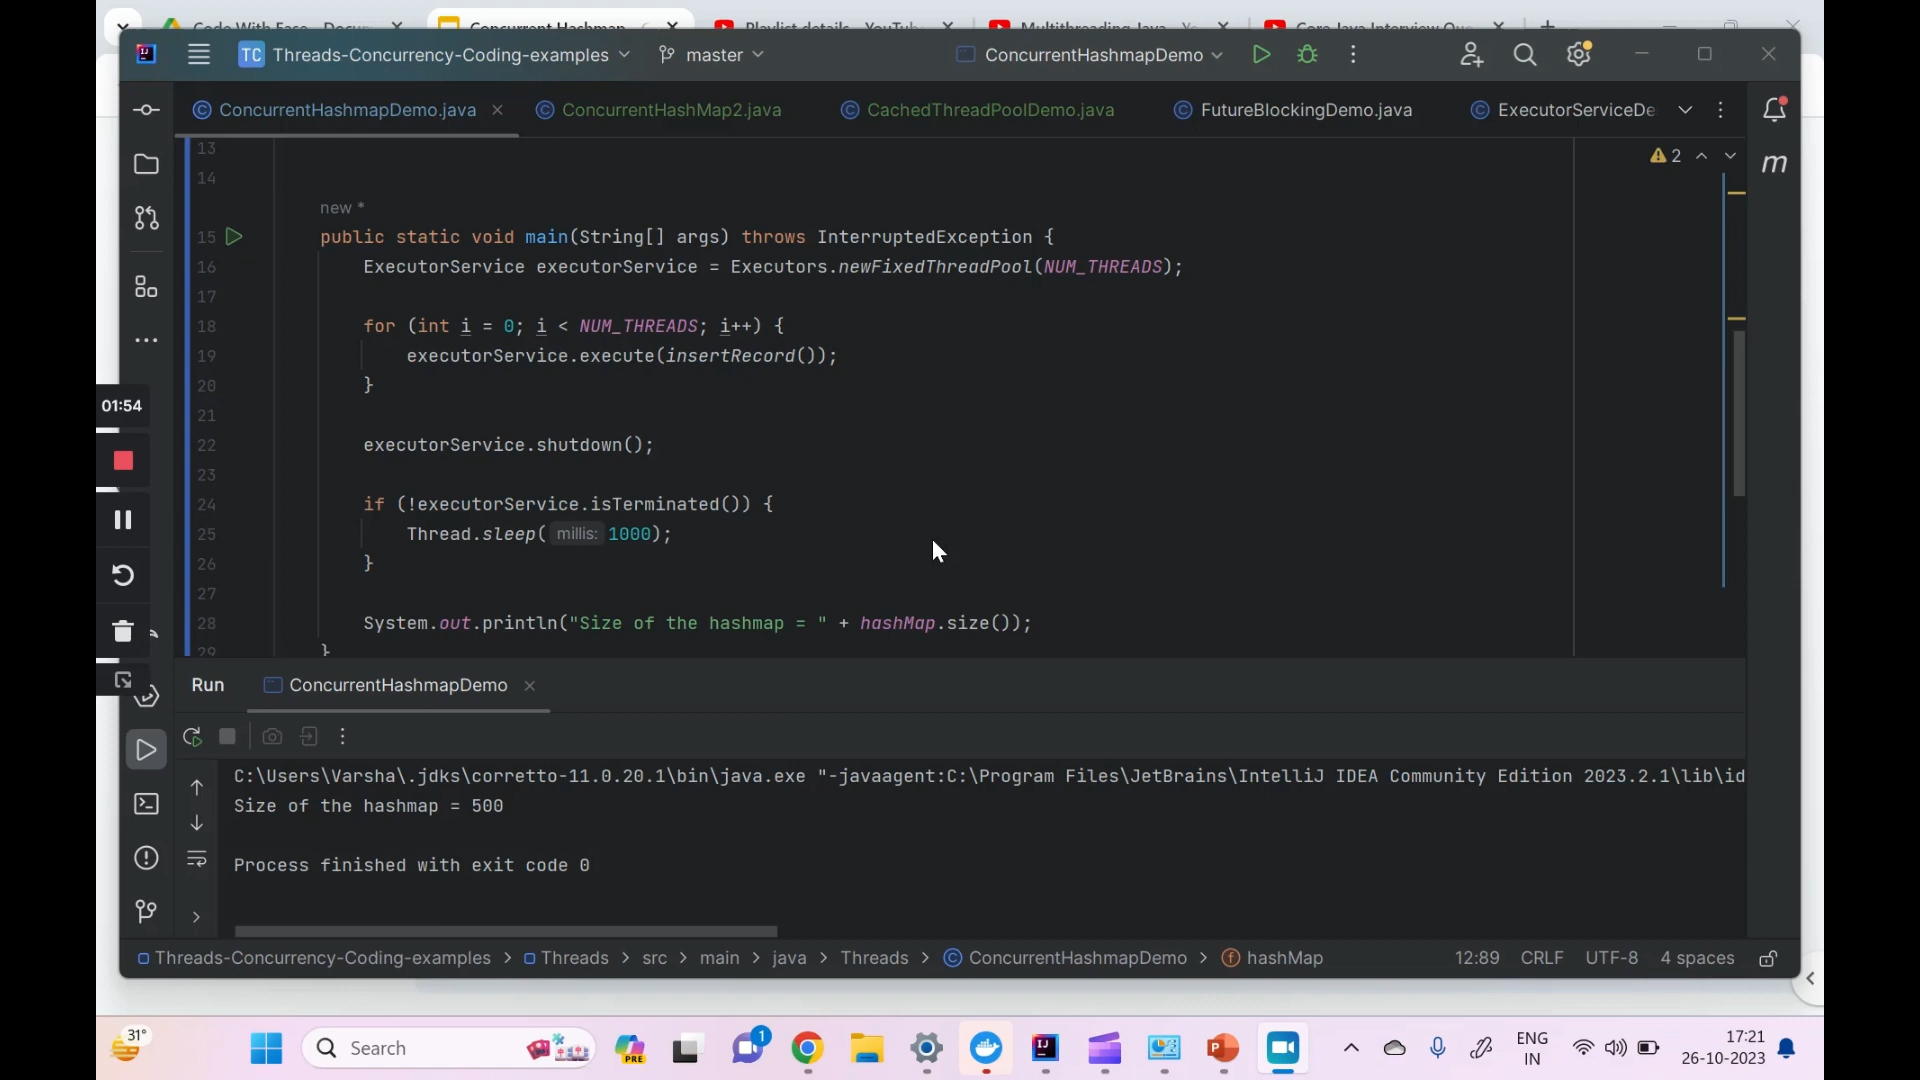 Threads-Concurrency-Coding-examples master ConcurrentHashmapDemo
ConcurrentHashmapDemo.java ConcurrentHashMap2.java CachedThreadPoolDemo.java FutureBlockingDemo.java ExecutorServiceDe
13
14
new *
15 public static void main(String[] args) throws InterruptedException {
16 ExecutorService executorService = Executors.newFixedThreadPool(NUM_THREADS);
17
18 for (int i = 0; i < NUM_THREADS; i++) {
19 executorService.execute(insertRecord());
20 }
21
22 executorService.shutdown();
23
24 if (!executorService.isTerminated()) {
25 Thread.sleep( millis: 1000);
26 }
27
28 System.out.println("Size of the hashmap = " + hashMap.size());
29 }
2
m
01:54
Run ConcurrentHashmapDemo
C:\Users\Varsha\.jdks\corretto-11.0.20.1\bin\java.exe "-javaagent:C:\Program Files\JetBrains\IntelliJ IDEA Community Edition 2023.2.1\lib\id
Size of the hashmap = 500
Process finished with exit code 0
Threads-Concurrency-Coding-examples > Threads > src > main > java > Threads > ConcurrentHashmapDemo > hashMap 12:89 CRLF UTF-8 4 spaces
31°
Search
PRE
1
ENG
IN
17:21
26-10-2023